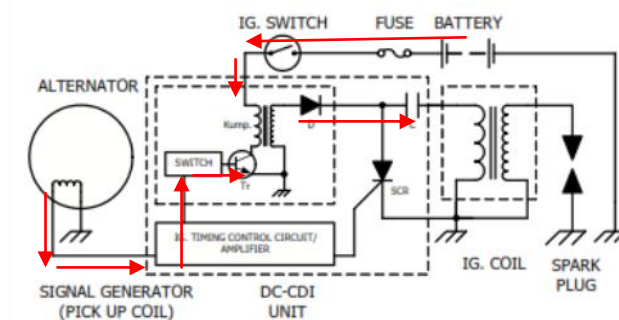 IG. SWITCH
FUSE
BATTERY
ALTERNATOR
Kump.
D
C
SWITCH
Tr
SCR
IG. TIMING CONTROL CIRCUIT/
AMPLIFIER
IG. COIL
SPARK
PLUG
SIGNAL GENERATOR
(PICK UP COIL)
DC-CDI
UNIT